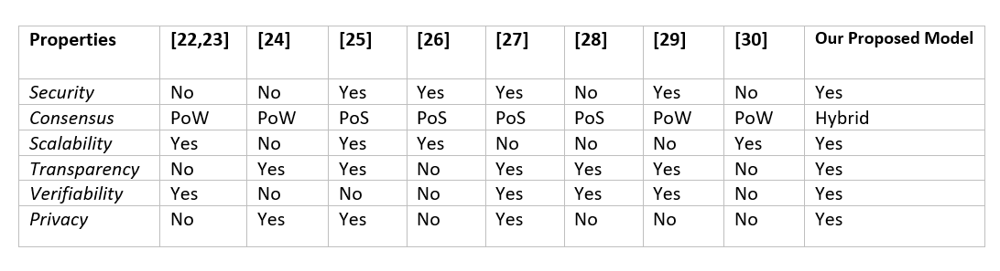 Properties [22,23] [24] [25] [26] [27] [28] [29] [30] Our Proposed Model
Security No No Yes Yes Yes No Yes No Yes
Consensus PoW PoW PoS PoS PoS PoS PoW PoW Hybrid
Scalability Yes No Yes Yes No No No Yes Yes
Transparency No Yes Yes No Yes Yes Yes No Yes
Verifiability Yes No No No Yes Yes Yes No Yes
Privacy No Yes Yes No Yes No No No Yes